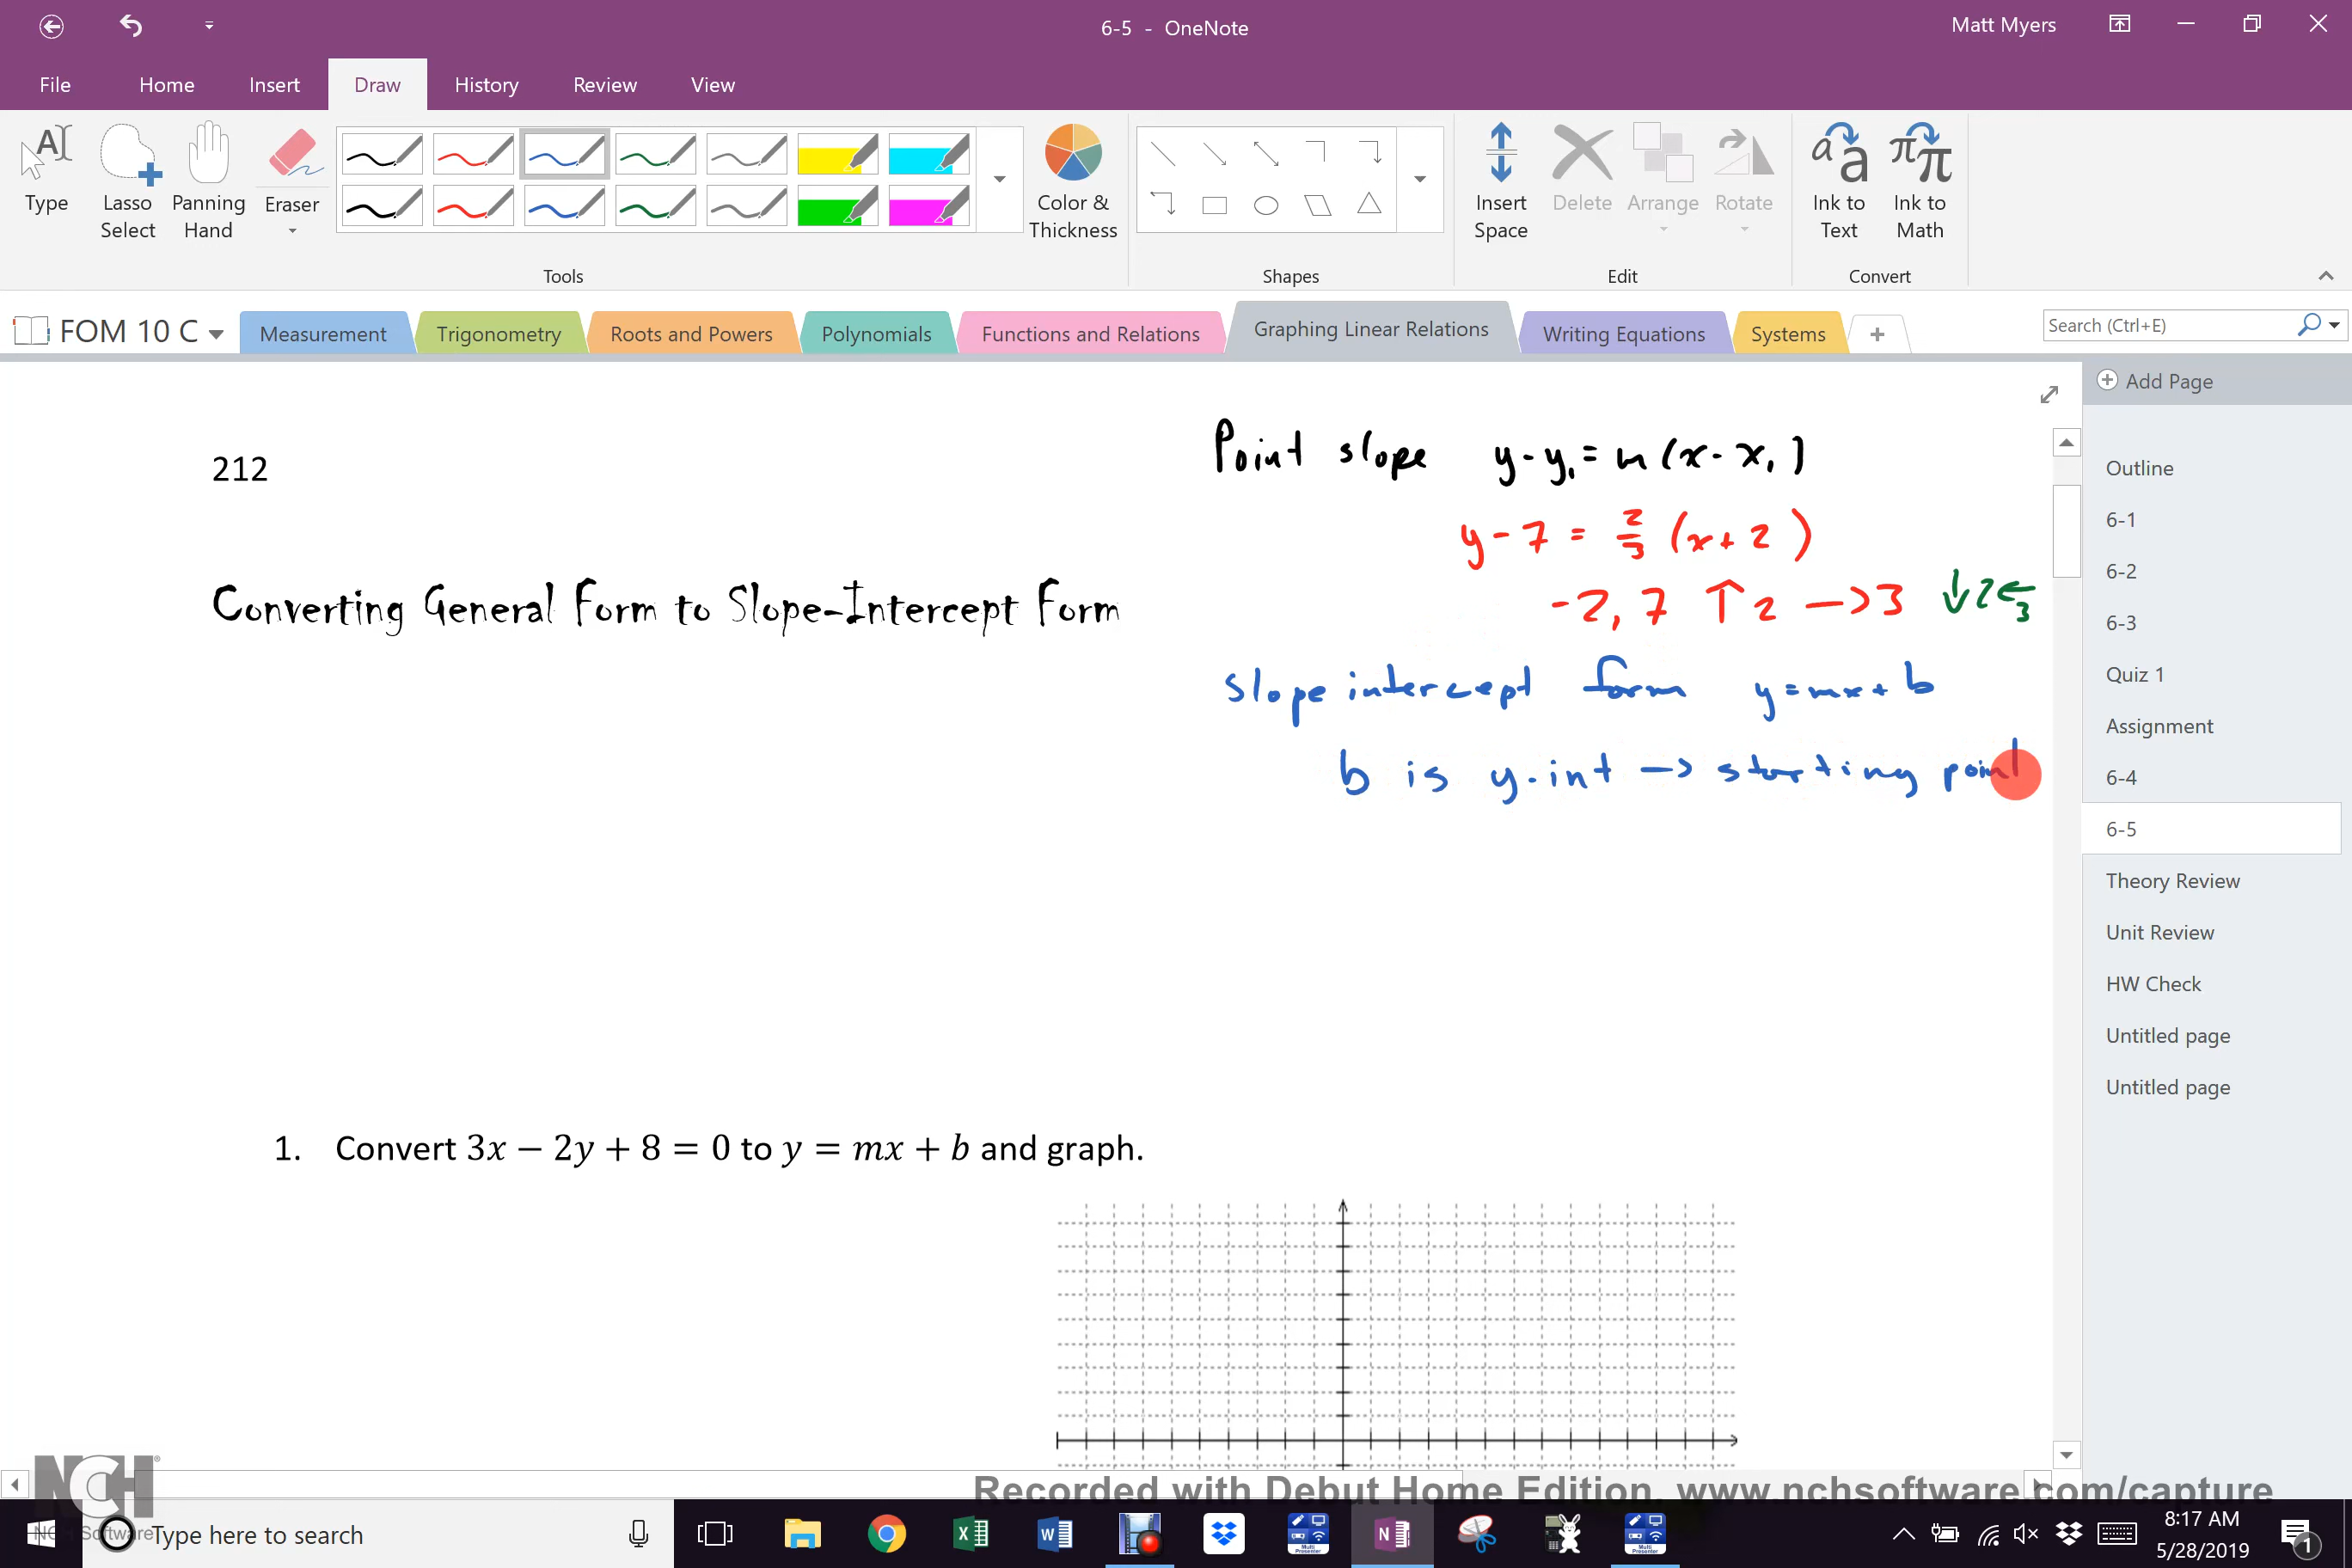 6-5 - OneNote
Matt Myers
File Home Insert Draw History Review View
Type
Lasso Select
Panning Hand
Eraser
Color & Thickness
Insert Space
Delete
Arrange
Rotate
Ink to Text
Ink to Math
Tools
Shapes
Edit
Convert
FOM 10 C
Measurement
Trigonometry
Roots and Powers
Polynomials
Functions and Relations
Graphing Linear Relations
Writing Equations
Systems
+
Search (Ctrl+E)
Add Page
Outline
6-1
6-2
6-3
Quiz 1
Assignment
6-4
6-5
Theory Review
Unit Review
HW Check
Untitled page
Untitled page
212
Point slope y-y₁=m(x-x₁)
y-7 = 2/3 (x+2)
-2, 7 ↑2 →3 ↓2 ←3
Converting General Form to Slope-Intercept Form
slope intercept form y=mx+b
b is y-int → starting point
1. Convert 3x − 2y + 8 = 0 to y = mx + b and graph.
NCH
NCH Software
Recorded with Debut Home Edition. www.nchsoftware.com/capture
Type here to search
8:17 AM
5/28/2019
1